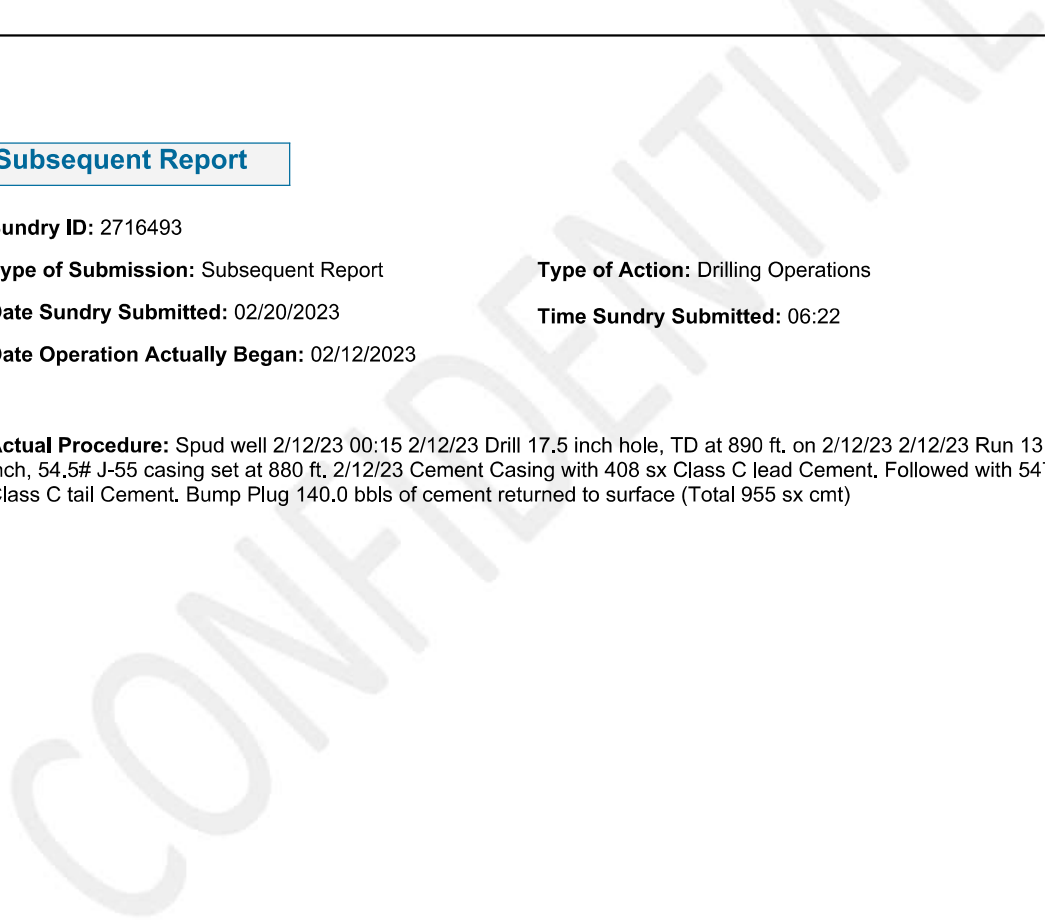 Subsequent Report
undry ID: 2716493
ype of Submission: Subsequent Report
Type of Action: Drilling Operations
ate Sundry Submitted: 02/20/2023
Time Sundry Submitted: 06:22
ate Operation Actually Began: 02/12/2023
Actual Procedure: Spud well 2/12/23 00:15 2/12/23 Drill 17.5 inch hole, TD at 890 ft. on 2/12/23 2/12/23 Run 13
nch, 54.5# J-55 casing set at 880 ft. 2/12/23 Cement Casing with 408 sx Class C lead Cement. Followed with 547
Class C tail Cement. Bump Plug 140.0 bbls of cement returned to surface (Total 955 sx cmt)
CONFIDENTIAL